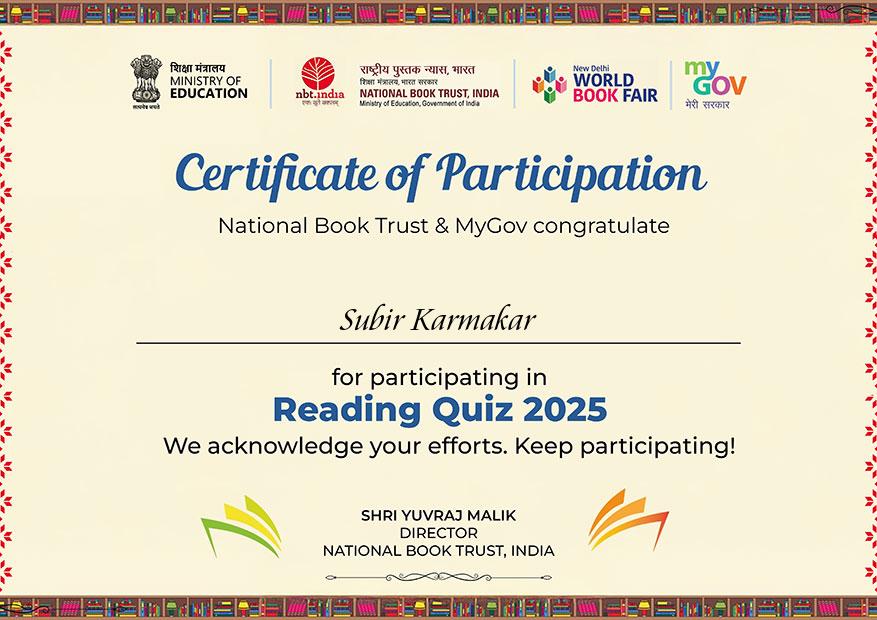 शिक्षा मंत्रालय
MINISTRY OF
EDUCATION
सत्यमेव जयते
nbt.india
एकः सूते सकलम्
राष्ट्रीय पुस्तक न्यास, भारत
शिक्षा मंत्रालय, भारत सरकार
NATIONAL BOOK TRUST, INDIA
Ministry of Education, Government of India
New Delhi
WORLD
BOOK FAIR
my
GOV
मेरी सरकार
Certificate of Participation
National Book Trust & MyGov congratulate
Subir Karmakar
for participating in
Reading Quiz 2025
We acknowledge your efforts. Keep participating!
SHRI YUVRAJ MALIK
DIRECTOR
NATIONAL BOOK TRUST, INDIA